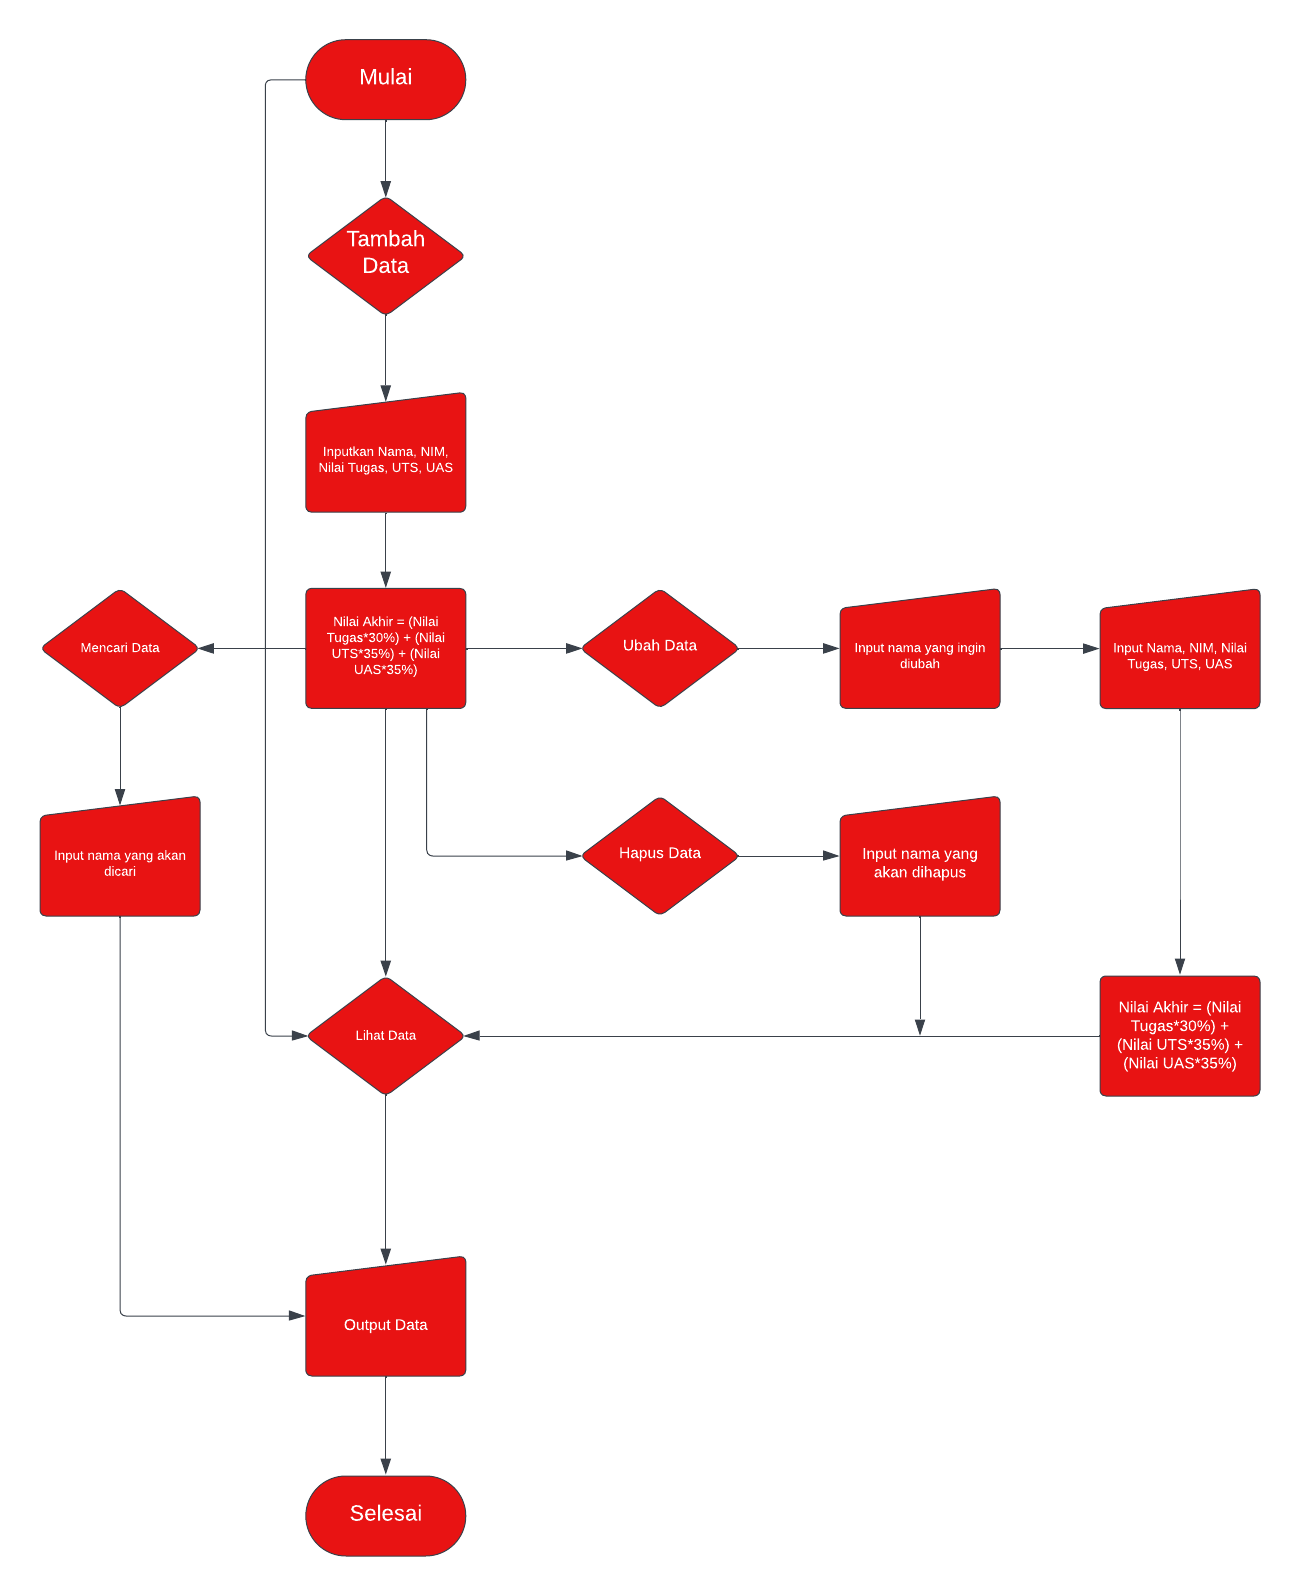 Mulai
Tambah
Data
Inputkan Nama, NIM,
Nilai Tugas, UTS, UAS
Mencari Data
Nilai Akhir = (Nilai
Tugas*30%) + (Nilai
UTS*35%) + (Nilai
UAS*35%)
Ubah Data
Input nama yang ingin
diubah
Input Nama, NIM, Nilai
Tugas, UTS, UAS
Input nama yang akan
dicari
Hapus Data
Input nama yang
akan dihapus
Lihat Data
Nilai Akhir = (Nilai
Tugas*30%) +
(Nilai UTS*35%) +
(Nilai UAS*35%)
Output Data
Selesai